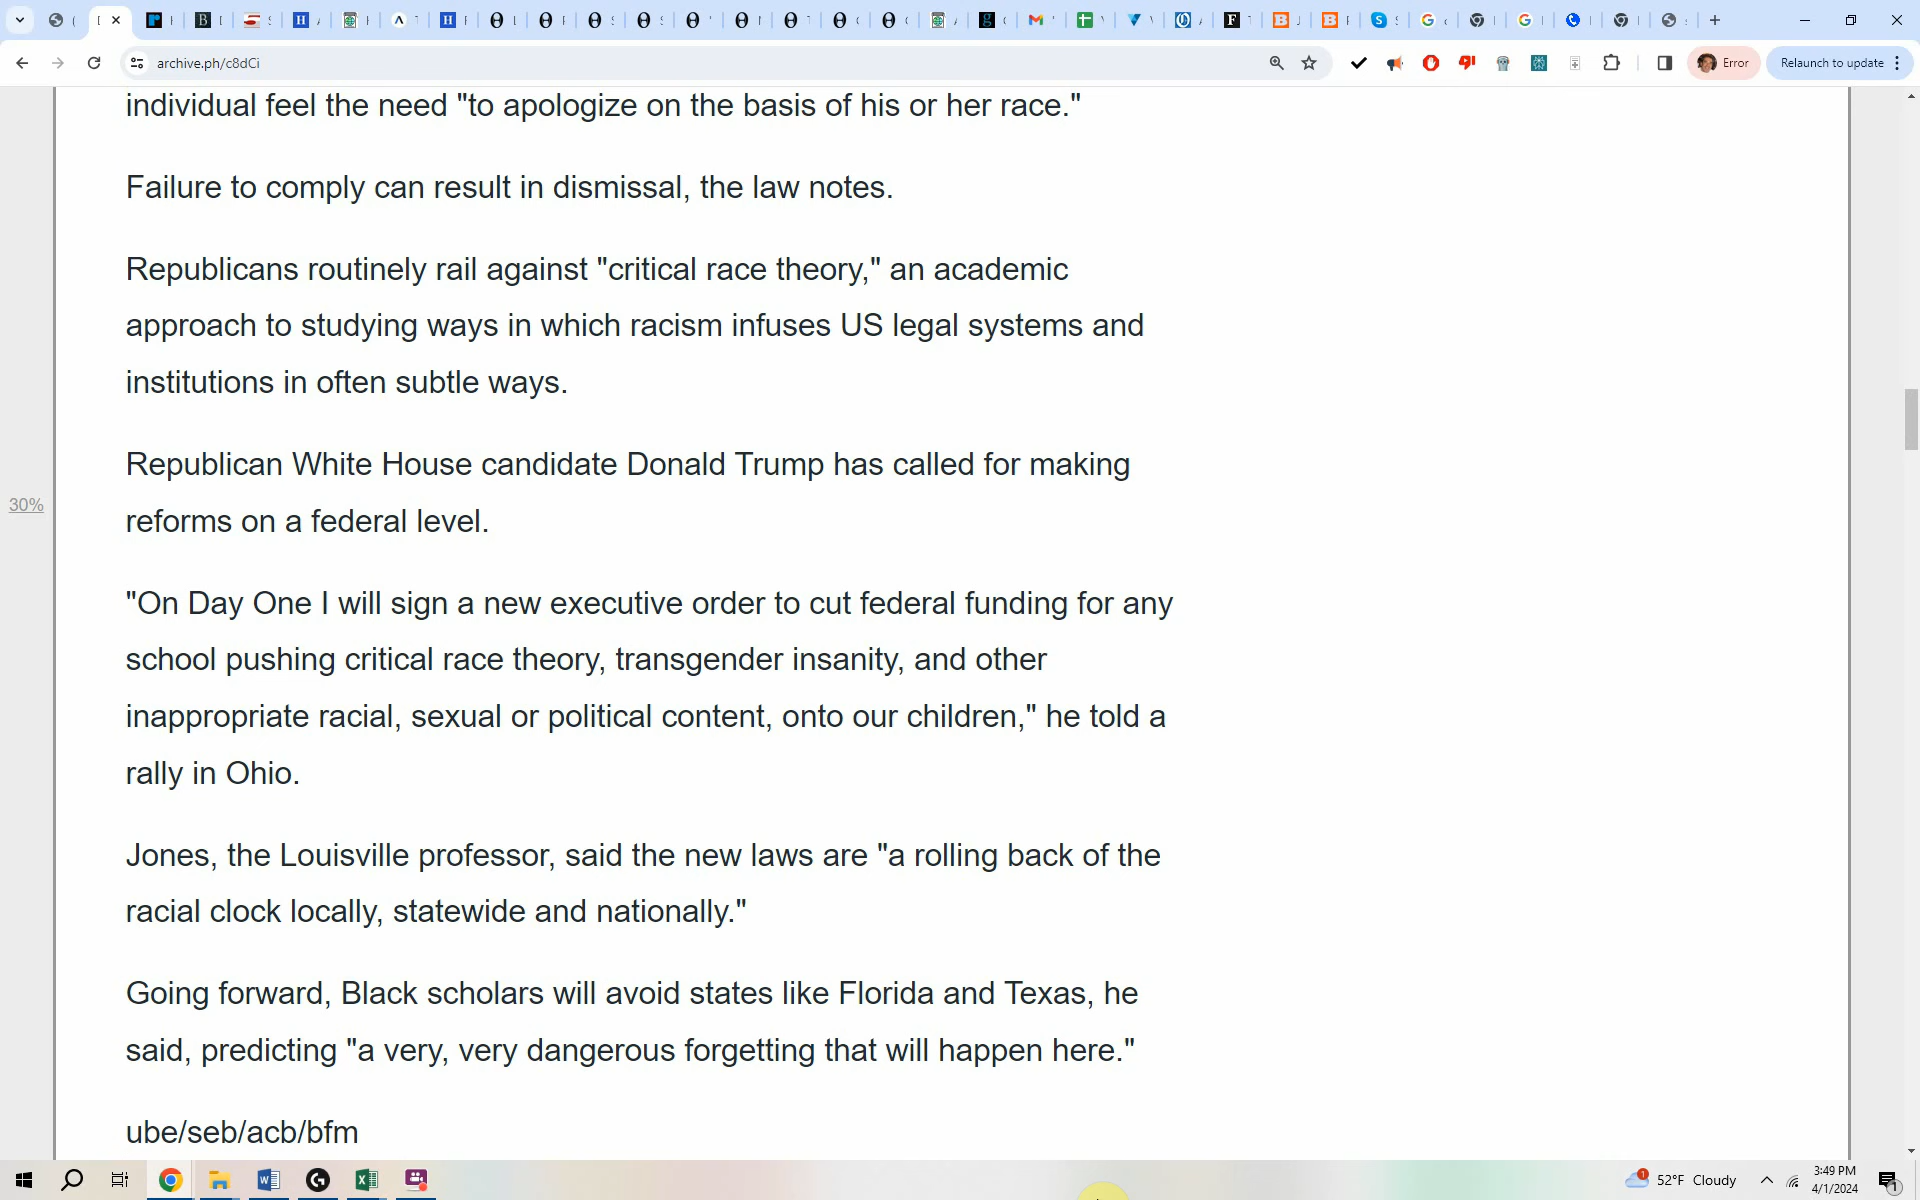 archive.ph/c8dCi
Error
Relaunch to update
individual feel the need "to apologize on the basis of his or her race."
Failure to comply can result in dismissal, the law notes.
Republicans routinely rail against "critical race theory," an academic
approach to studying ways in which racism infuses US legal systems and
institutions in often subtle ways.
Republican White House candidate Donald Trump has called for making
reforms on a federal level.
30%
"On Day One I will sign a new executive order to cut federal funding for any
school pushing critical race theory, transgender insanity, and other
inappropriate racial, sexual or political content, onto our children," he told a
rally in Ohio.
Jones, the Louisville professor, said the new laws are "a rolling back of the
racial clock locally, statewide and nationally."
Going forward, Black scholars will avoid states like Florida and Texas, he
said, predicting "a very, very dangerous forgetting that will happen here."
ube/seb/acb/bfm
52°F Cloudy
3:49 PM
4/1/2024